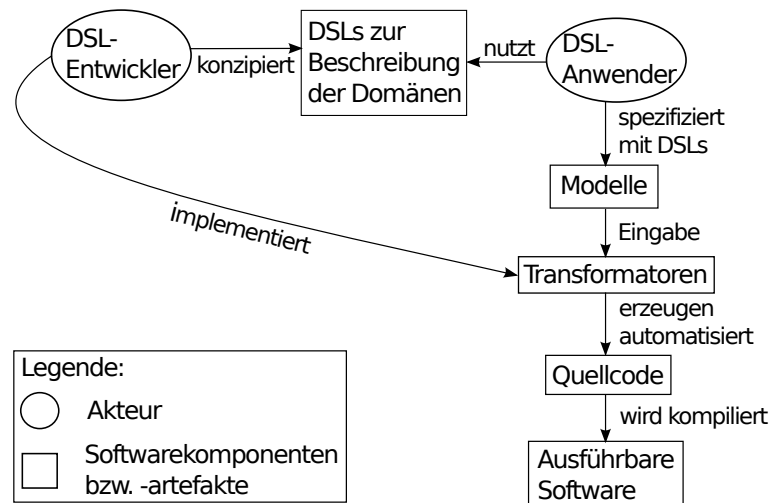 DSL-
Entwickler
konzipiert
DSLs zur
Beschreibung
der Domänen
nutzt
DSL-
Anwender
spezifiziert
mit DSLs
Modelle
Eingabe
implementiert
Transformatoren
erzeugen
automatisiert
Quellcode
wird kompiliert
Ausführbare
Software
Legende:
Akteur
Softwarekomponenten
bzw. -artefakte